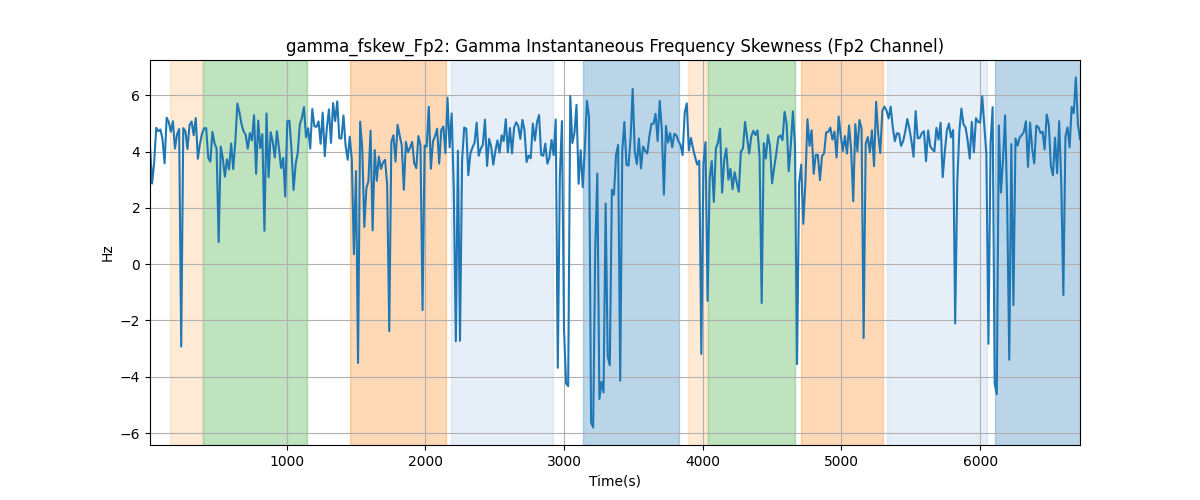 gamma_fskew_Fp2: Gamma Instantaneous Frequency Skewness (Fp2 Channel)
6
4
2
0
−2
−4
−6
Hz
1000 2000 3000 4000 5000 6000
Time(s)